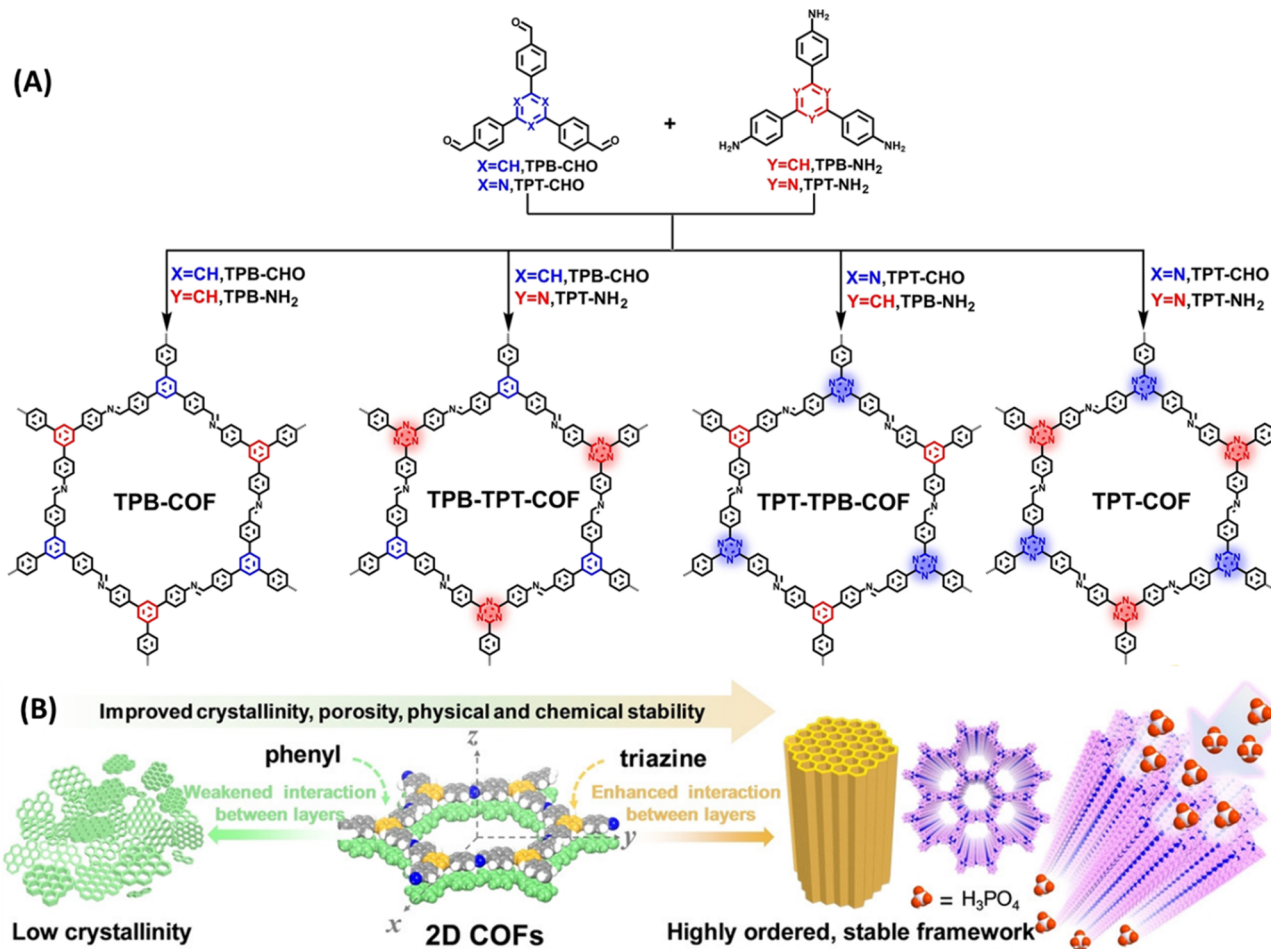 (A)
O
NH₂
X
X
X
Y
Y
Y
+
O
O
H₂N
NH₂
X=CH,TPB-CHO
X=N,TPT-CHO
Y=CH,TPB-NH₂
Y=N,TPT-NH₂
X=CH,TPB-CHO
Y=CH,TPB-NH₂
X=CH,TPB-CHO
Y=N,TPT-NH₂
X=N,TPT-CHO
Y=CH,TPB-NH₂
X=N,TPT-CHO
Y=N,TPT-NH₂
TPB-COF
TPB-TPT-COF
TPT-TPB-COF
TPT-COF
(B)
Improved crystallinity, porosity, physical and chemical stability
phenyl
z
triazine
Weakened interaction
between layers
Enhanced interaction
between layers
y
x
= H₃PO₄
Low crystallinity
2D COFs
Highly ordered, stable framework